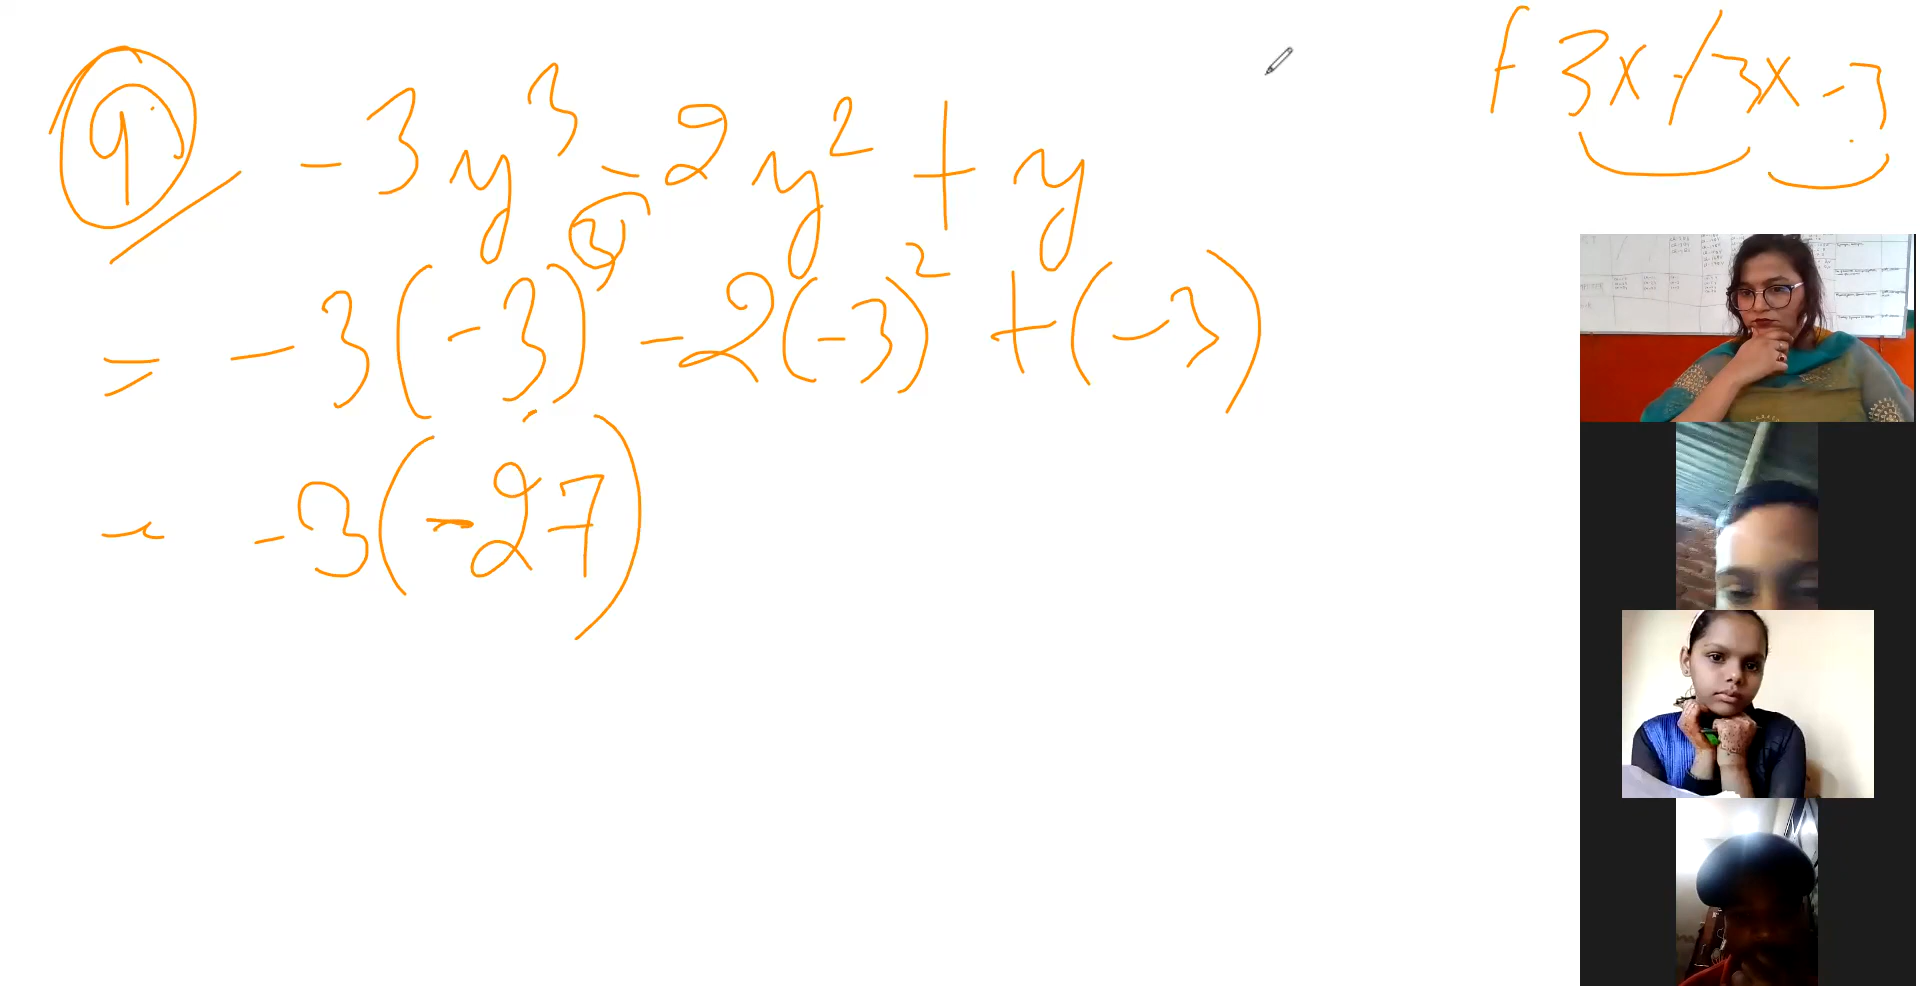 9. -3y³ - 2y² + y
= -3(-3)³ - 2(-3)² + (-3)
= -3(-27)
+ 3x - 3x - 3